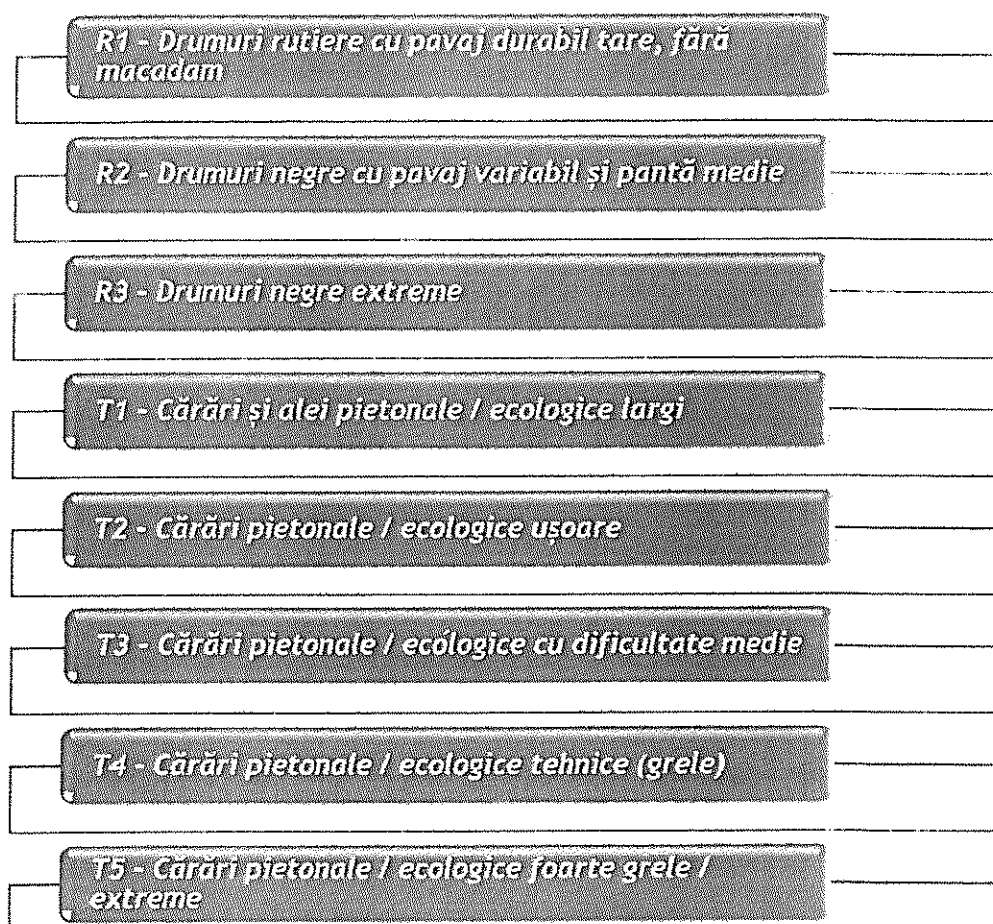 R1 - Drumuri rutiere cu pavaj durabil tare, fără
macadam
R2 - Drumuri negre cu pavaj variabil și pantă medie
R3 - Drumuri negre extreme
T1 - Cărări și alei pietonale / ecologice largi
T2 - Cărări pietonale / ecologice ușoare
T3 - Cărări pietonale / ecologice cu dificultate medie
T4 - Cărări pietonale / ecologice tehnice (grele)
T5 - Cărări pietonale / ecologice foarte grele /
extreme